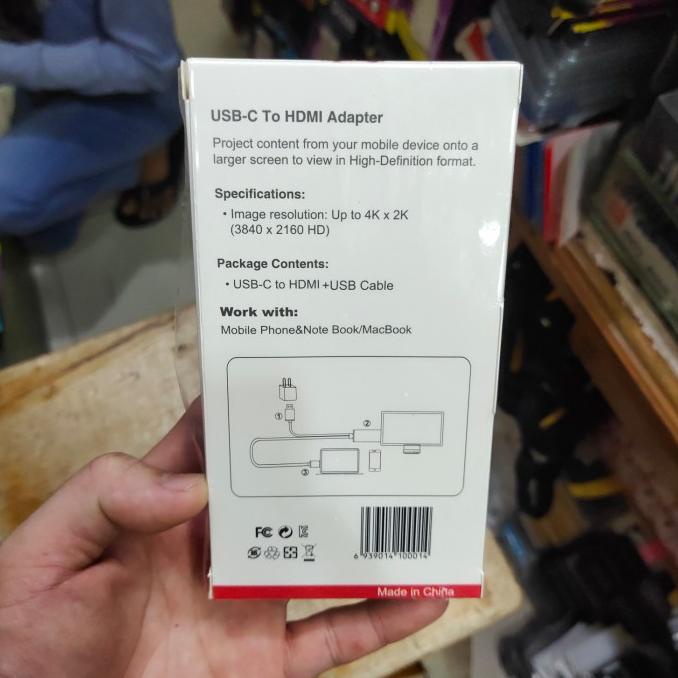 USB-C To HDMI Adapter
Project content from your mobile device onto a
larger screen to view in High-Definition format.
Specifications:
• Image resolution: Up to 4K x 2K
(3840 x 2160 HD)
Package Contents:
• USB-C to HDMI+USB Cable
Work with:
Mobile Phone&Note Book/MacBook
①
②
③
FC
6 939014 100014
Made in China